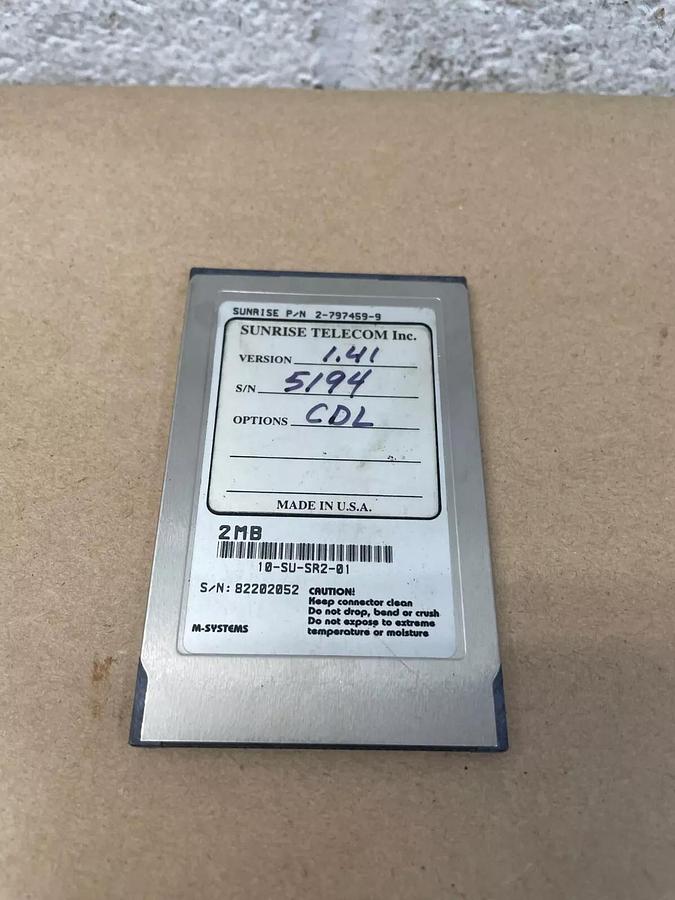 SUNRISE P/N 2-797459-9
SUNRISE TELECOM Inc.
VERSION 1.41
S/N 5194
OPTIONS CDL
MADE IN U.S.A.
2MB
10-SU-SR2-01
S/N: 82202052
CAUTION!
Keep connector clean
Do not drop, bend or crush
Do not expose to extreme
temperature or moisture
M-SYSTEMS